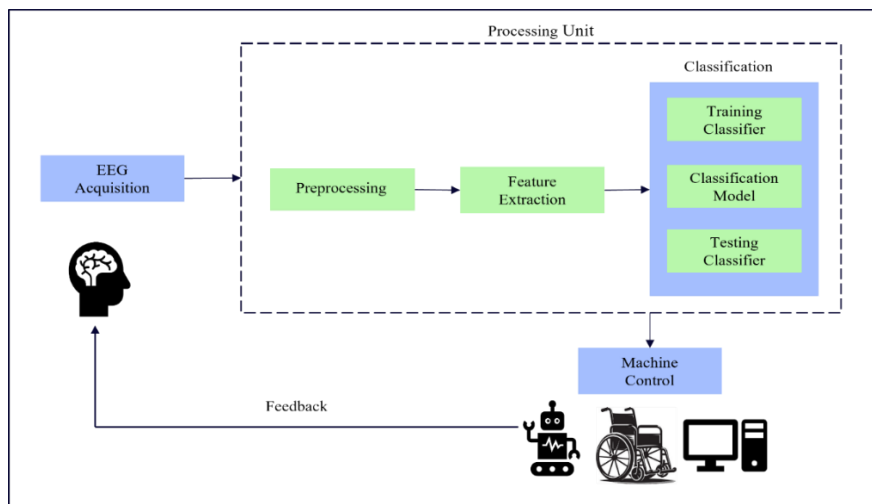 Processing Unit
Classification
Training
Classifier
EEG
Acquisition
Preprocessing
Feature
Extraction
Classification
Model
Testing
Classifier
Machine
Control
Feedback